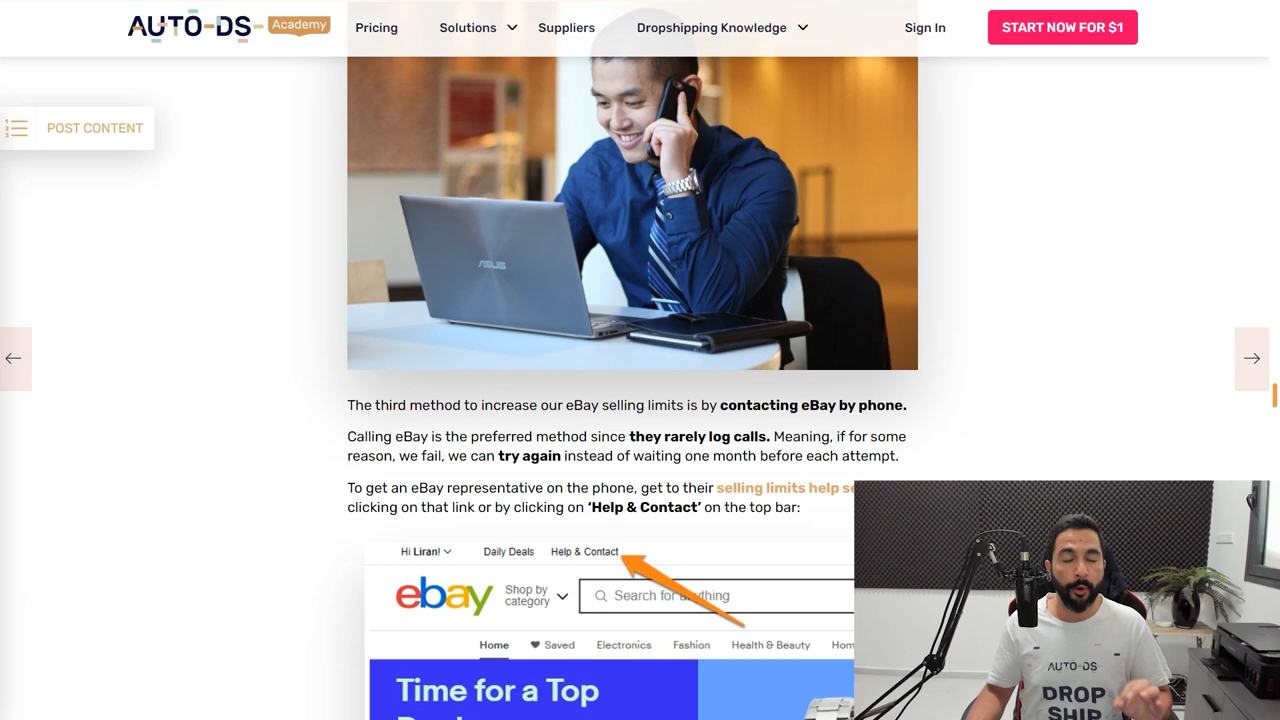 AUTO-DS- Academy Pricing Solutions Suppliers Dropshipping Knowledge Sign In START NOW FOR $1
POST CONTENT
ASUS
The third method to increase our eBay selling limits is by contacting eBay by phone.
Calling eBay is the preferred method since they rarely log calls. Meaning, if for some
reason, we fail, we can try again instead of waiting one month before each attempt.
To get an eBay representative on the phone, get to their selling limits help
clicking on that link or by clicking on ‘Help & Contact’ on the top bar:
Hi Liran! Daily Deals Help & Contact
ebay Shop by
category
Search for anything
Home Saved Electronics Fashion Health & Beauty
Time for a Top
AUTO-DS-
DROP
SHIP